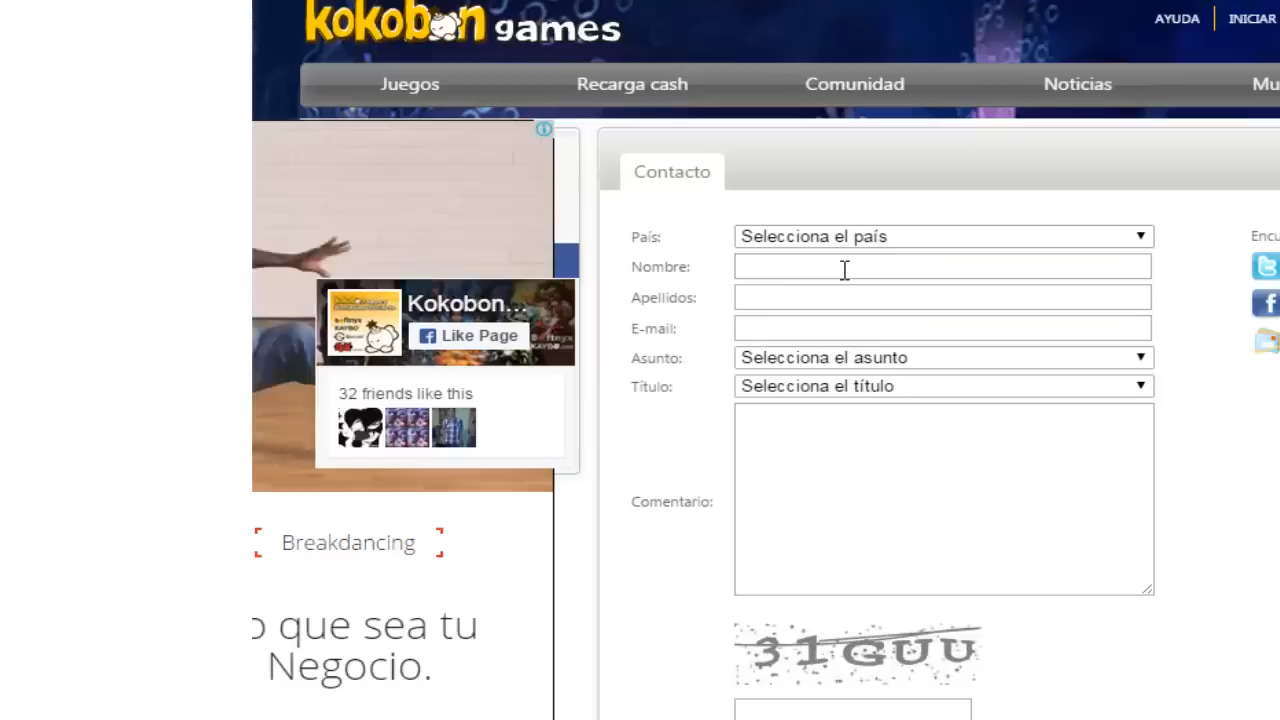 kokobon games
AYUDA
INICIAR
Juegos
Recarga cash
Comunidad
Noticias
Mu
Contacto
País:
Selecciona el país
Nombre:
Apellidos:
E-mail:
Asunto:
Selecciona el asunto
Título:
Selecciona el título
Comentario:
31GUU
Encu
Kokobon...
Like Page
32 friends like this
Breakdancing
o que sea tu
Negocio.